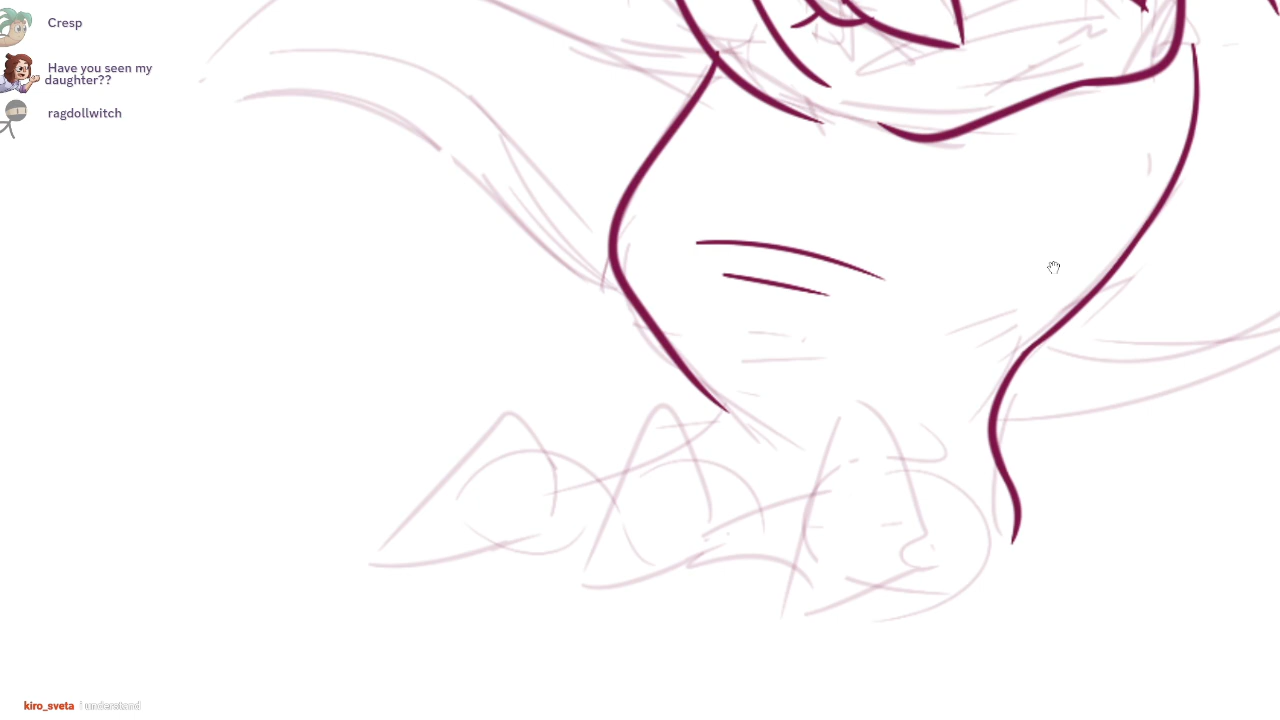 Cresp
Have you seen my
daughter??
ragdollwitch
kiro_sveta i understand